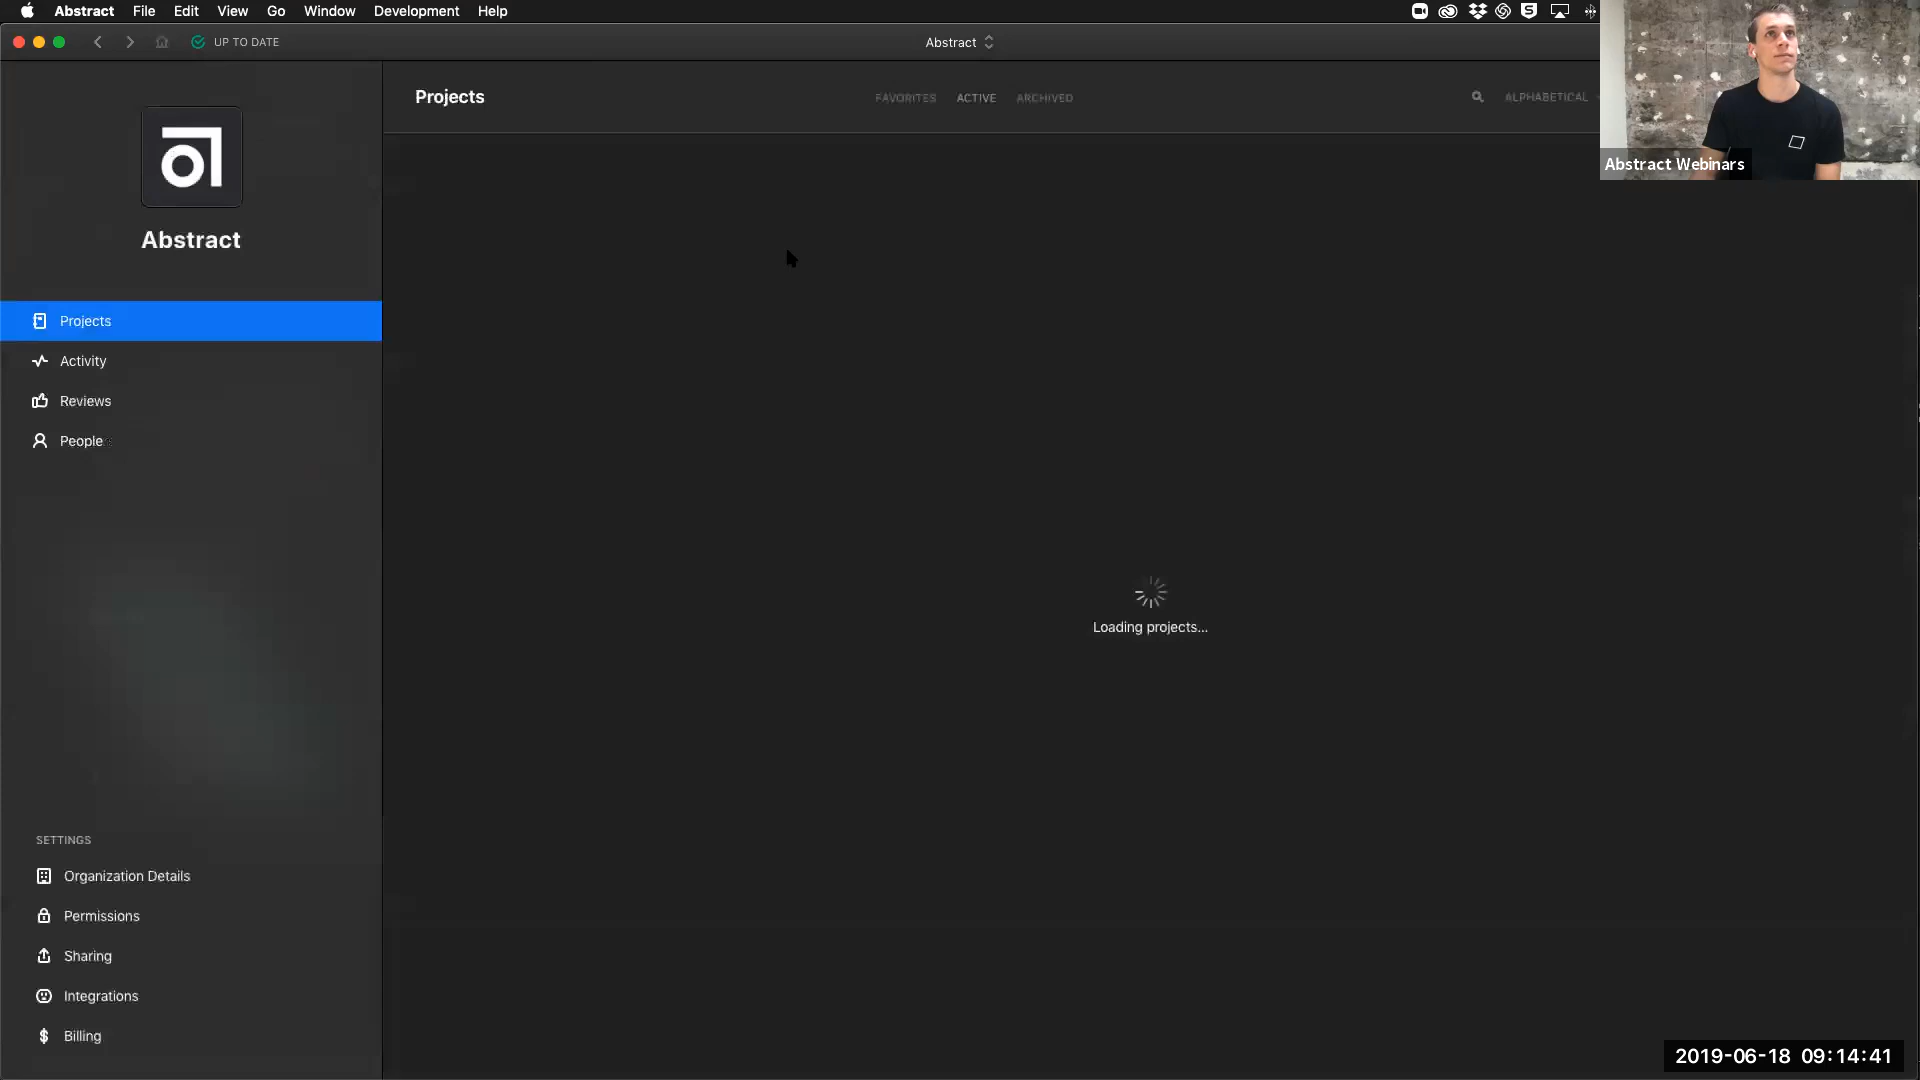 Abstract File Edit View Go Window Development Help
UP TO DATE
Abstract
Projects
FAVORITES ACTIVE ARCHIVED
ALPHABETICAL
Abstract Webinars
Abstract
Projects
Activity
Reviews
People
Loading projects...
SETTINGS
Organization Details
Permissions
Sharing
Integrations
Billing
2019-06-18 09:14:41